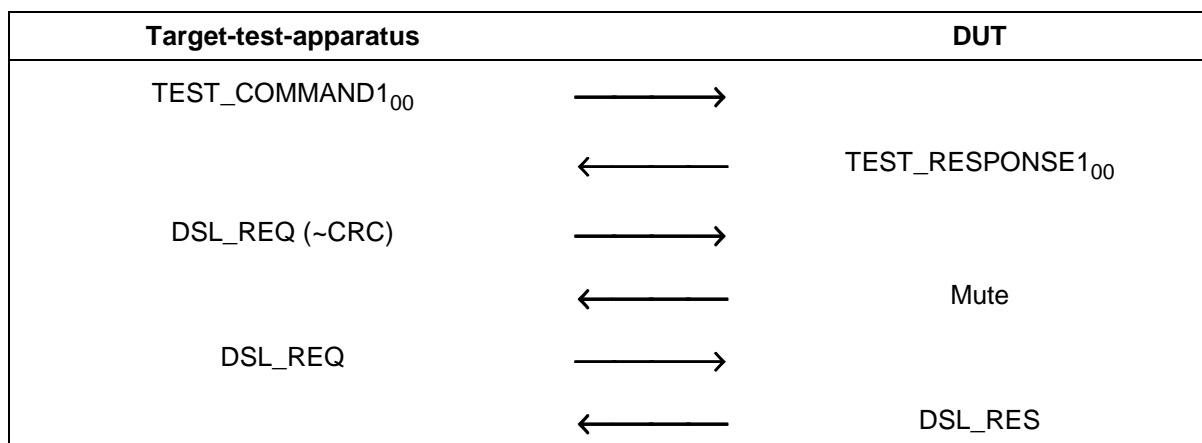 Target-test-apparatus DUT
TEST_COMMAND1₀₀
TEST_RESPONSE1₀₀
DSL_REQ (~CRC)
Mute
DSL_REQ
DSL_RES